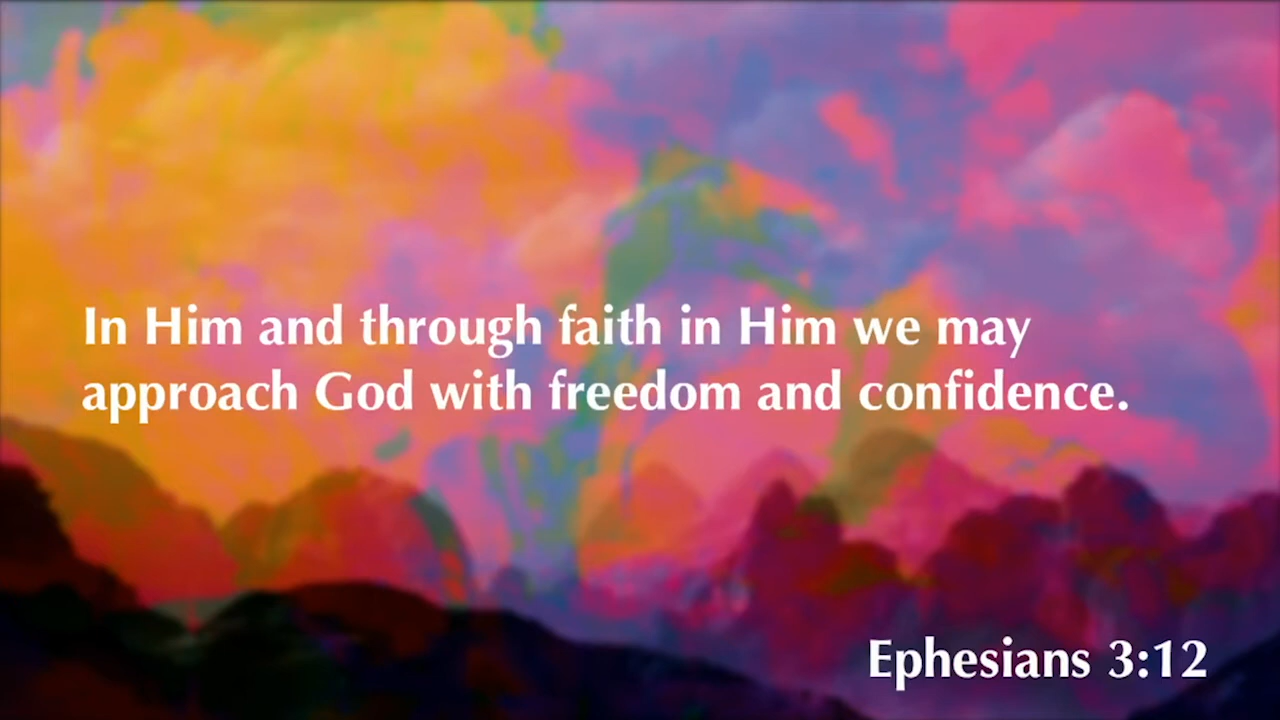 In Him and through faith in Him we may
approach God with freedom and confidence.
Ephesians 3:12